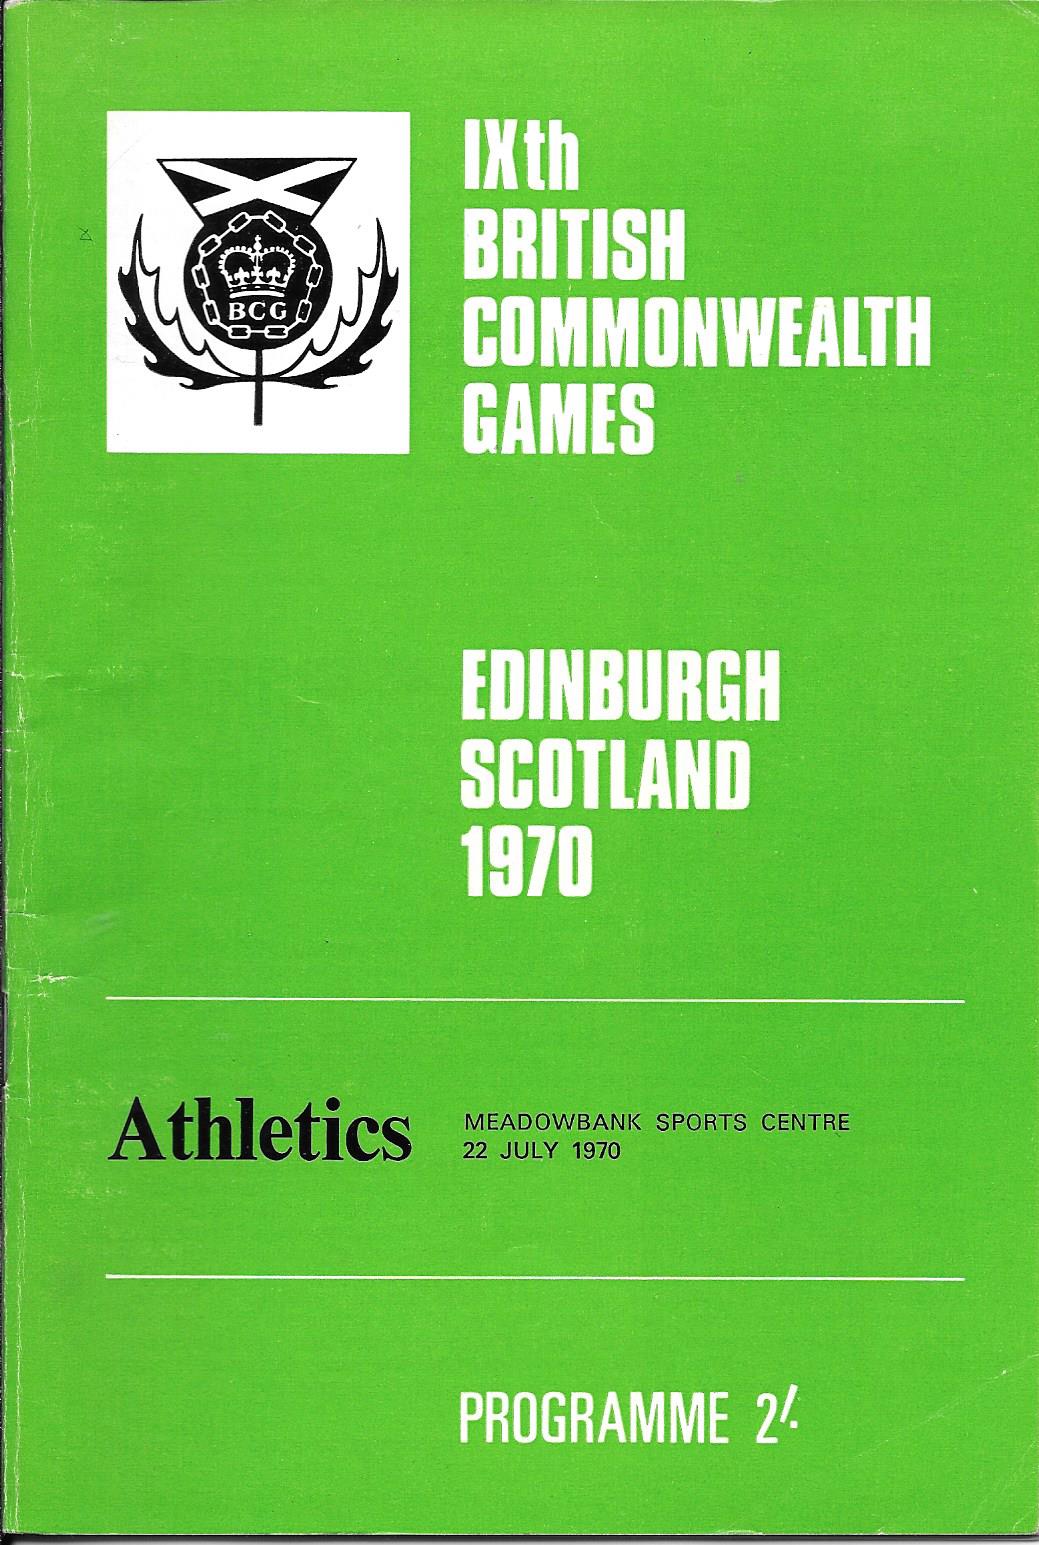 IXth
BRITISH
COMMONWEALTH
GAMES
BCG
EDINBURGH
SCOTLAND
1970
Athletics
MEADOWBANK SPORTS CENTRE
22 JULY 1970
PROGRAMME 2/-